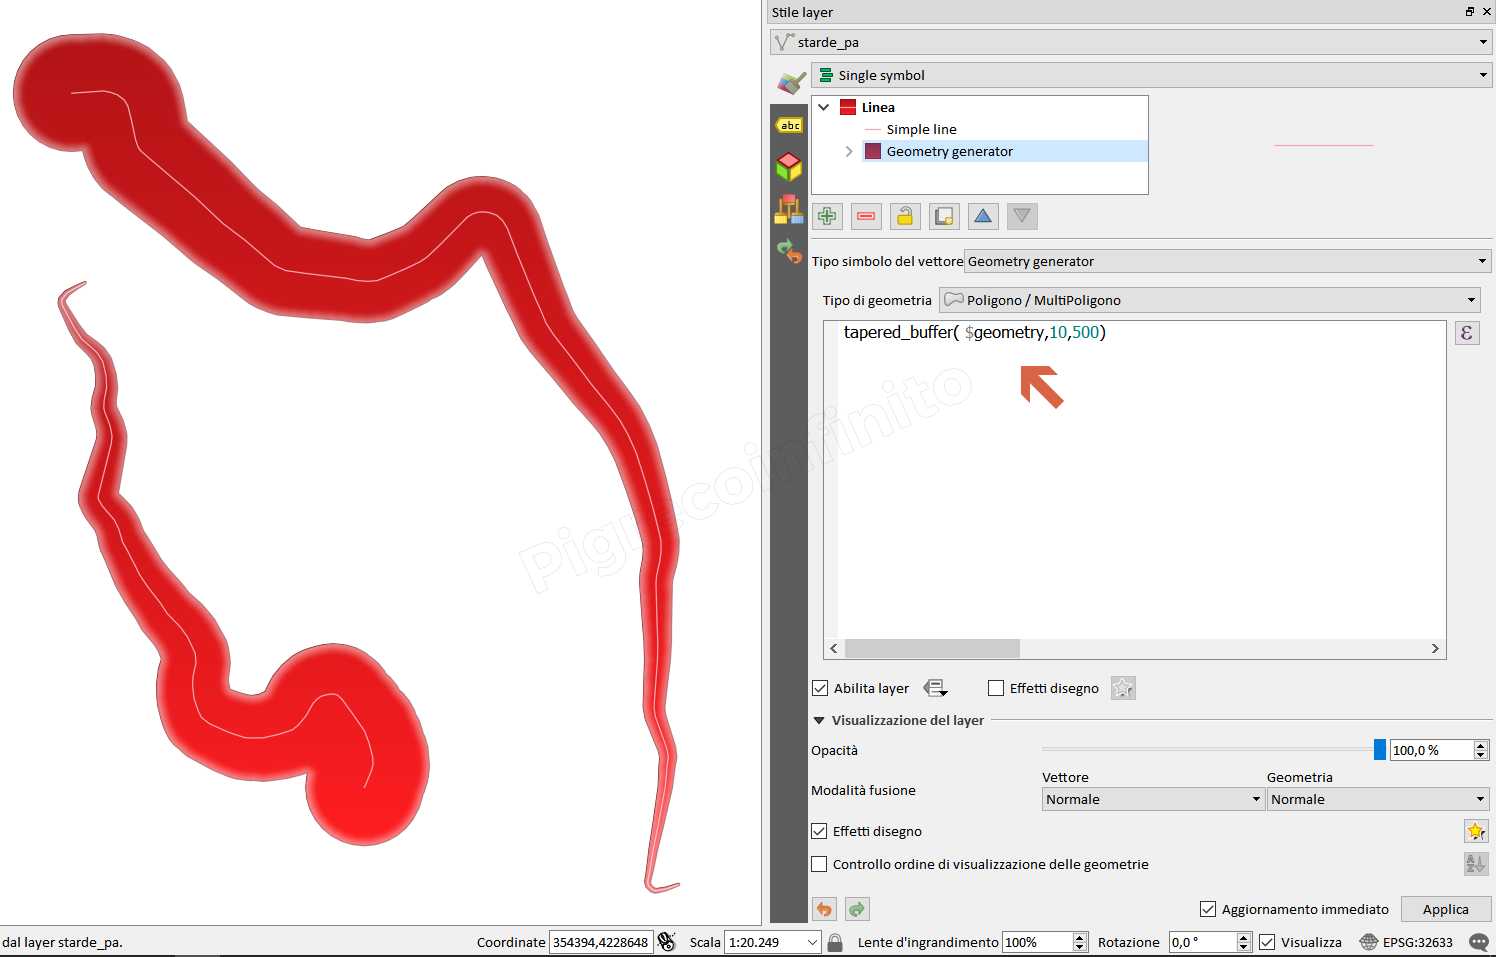 Stile layer
starde_pa
Single symbol
Linea
Simple line
Geometry generator
abc
Tipo simbolo del vettore Geometry generator
Tipo di geometria Poligono / MultiPoligono
tapered_buffer( $geometry,10,500)
ε
Pigrecoinfinito
Abilita layer Effetti disegno
Visualizzazione del layer
Opacità 100,0 %
Vettore Geometria
Modalità fusione
Normale Normale
Effetti disegno
Controllo ordine di visualizzazione delle geometrie
A
Z
Aggiornamento immediato Applica
dal layer starde_pa. Coordinate 354394,4228648 Scala 1:20.249 Lente d'ingrandimento 100% Rotazione 0,0 ° Visualizza EPSG:32633